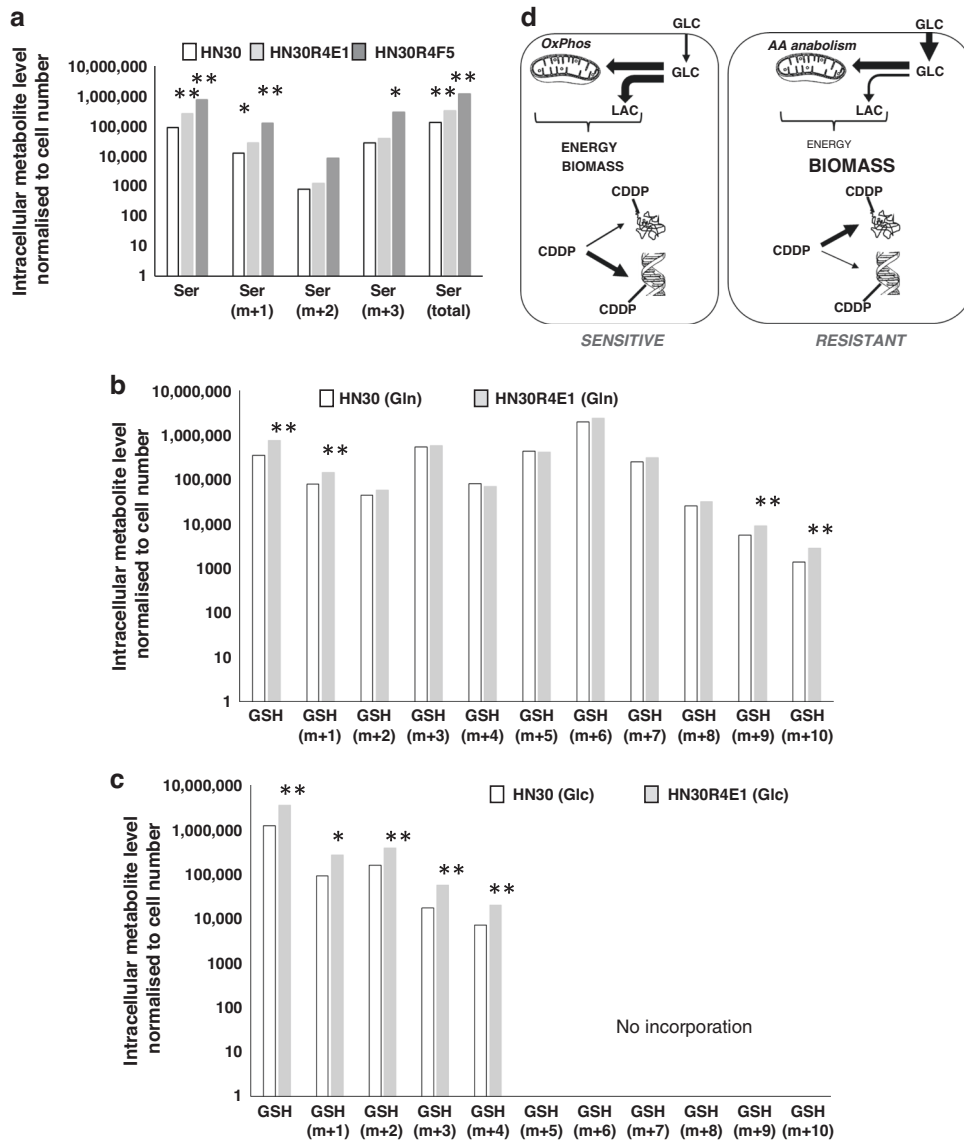 a
Intracellular metabolite level
normalised to cell number
HN30 HN30R4E1 HN30R4F5
10,000,000
1,000,000
100,000
10,000
1000
100
10
1
** ** * ** * ** **
Ser Ser Ser Ser Ser
(m+1) (m+2) (m+3) (total)
d
GLC GLC
OxPhos AA anabolism
GLC GLC
LAC LAC
ENERGY
BIOMASS
ENERGY
BIOMASS
CDDP CDDP
CDDP CDDP
CDDP CDDP
SENSITIVE RESISTANT
b
Intracellular metabolite level
normalised to cell number
HN30 (Gln) HN30R4E1 (Gln)
10,000,000
1,000,000
100,000
10,000
1000
100
10
1
** ** ** **
GSH GSH GSH GSH GSH GSH GSH GSH GSH GSH GSH
(m+1) (m+2) (m+3) (m+4) (m+5) (m+6) (m+7) (m+8) (m+9) (m+10)
c
Intracellular metabolite level
normalised to cell number
HN30 (Glc) HN30R4E1 (Glc)
10,000,000
1,000,000
100,000
10,000
1000
100
10
1
** * ** ** **
No incorporation
GSH GSH GSH GSH GSH GSH GSH GSH GSH GSH GSH
(m+1) (m+2) (m+3) (m+4) (m+5) (m+6) (m+7) (m+8) (m+9) (m+10)